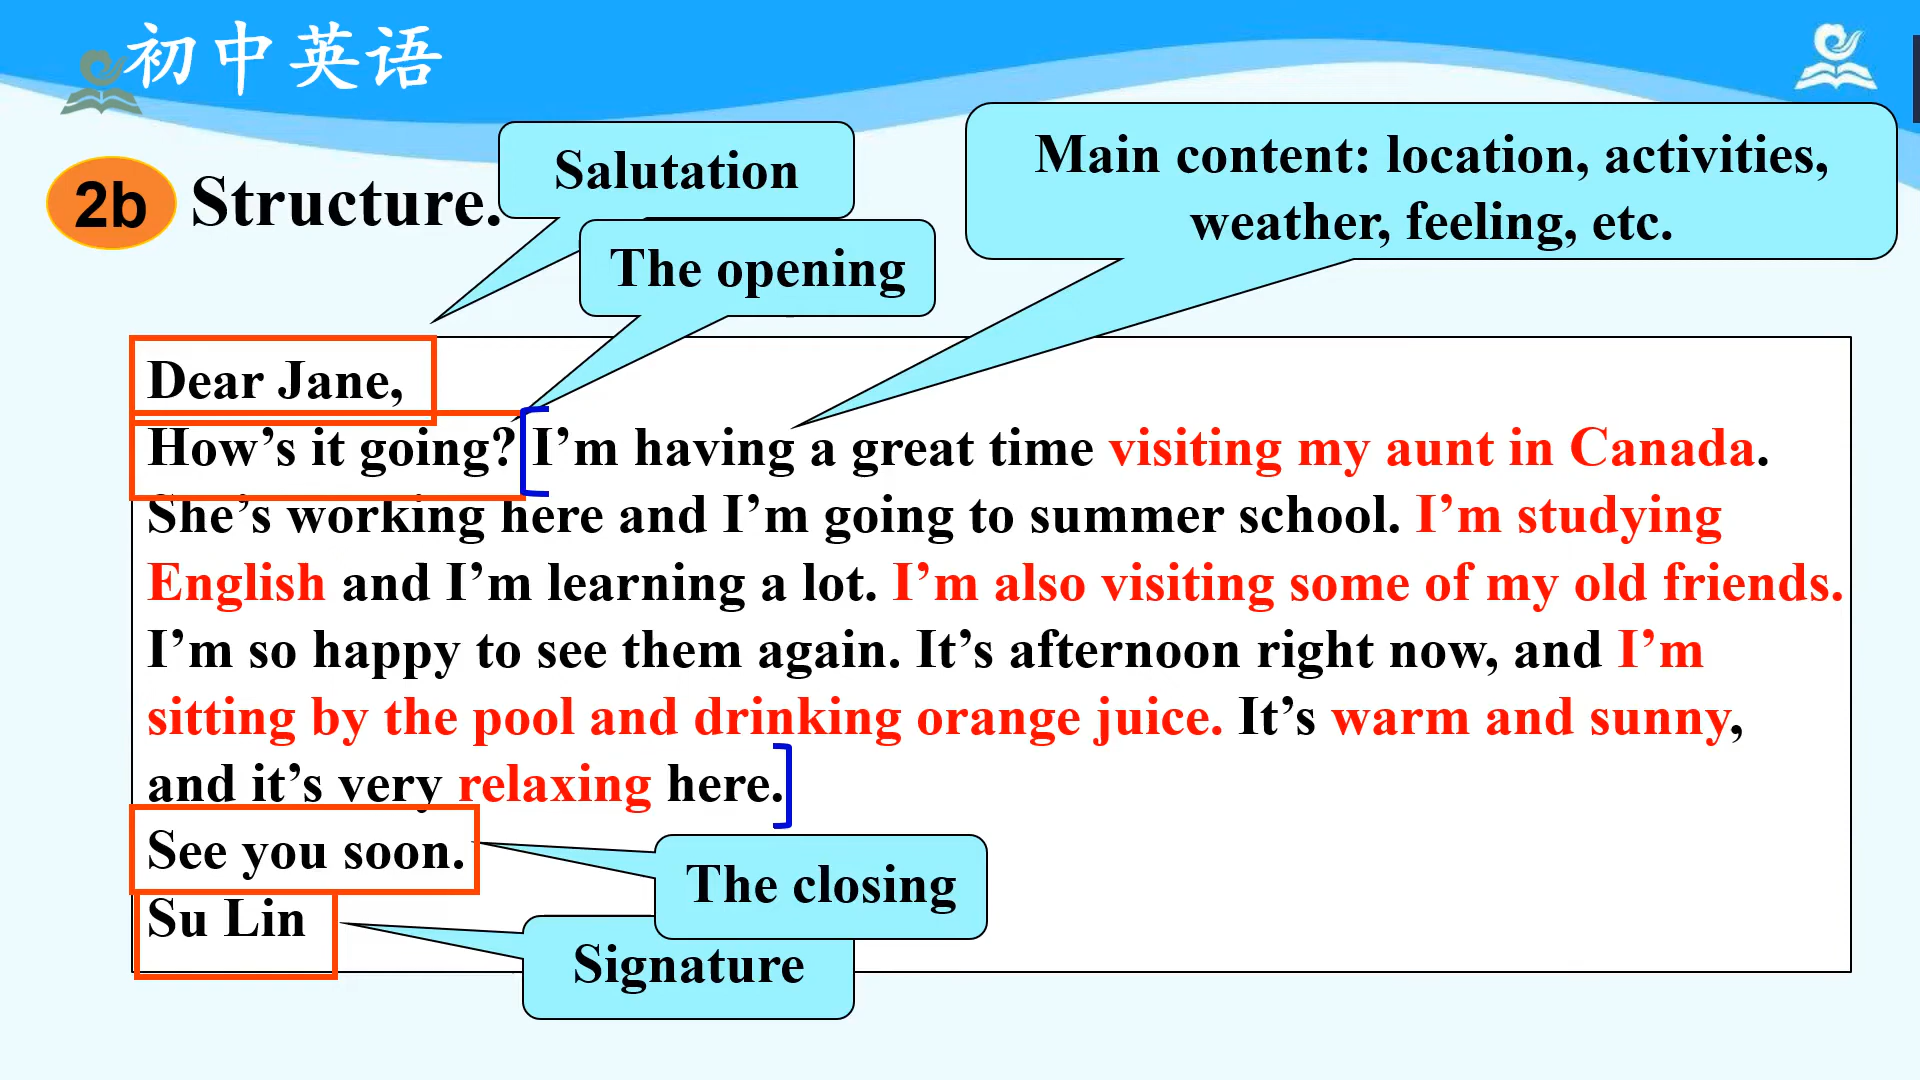 初中英语
2b Structure.
Salutation
The opening
Main content: location, activities,
weather, feeling, etc.
Dear Jane,
How’s it going? I’m having a great time visiting my aunt in Canada.
She’s working here and I’m going to summer school. I’m studying
English and I’m learning a lot. I’m also visiting some of my old friends.
I’m so happy to see them again. It’s afternoon right now, and I’m
sitting by the pool and drinking orange juice. It’s warm and sunny,
and it’s very relaxing here.
See you soon.
The closing
Su Lin
Signature